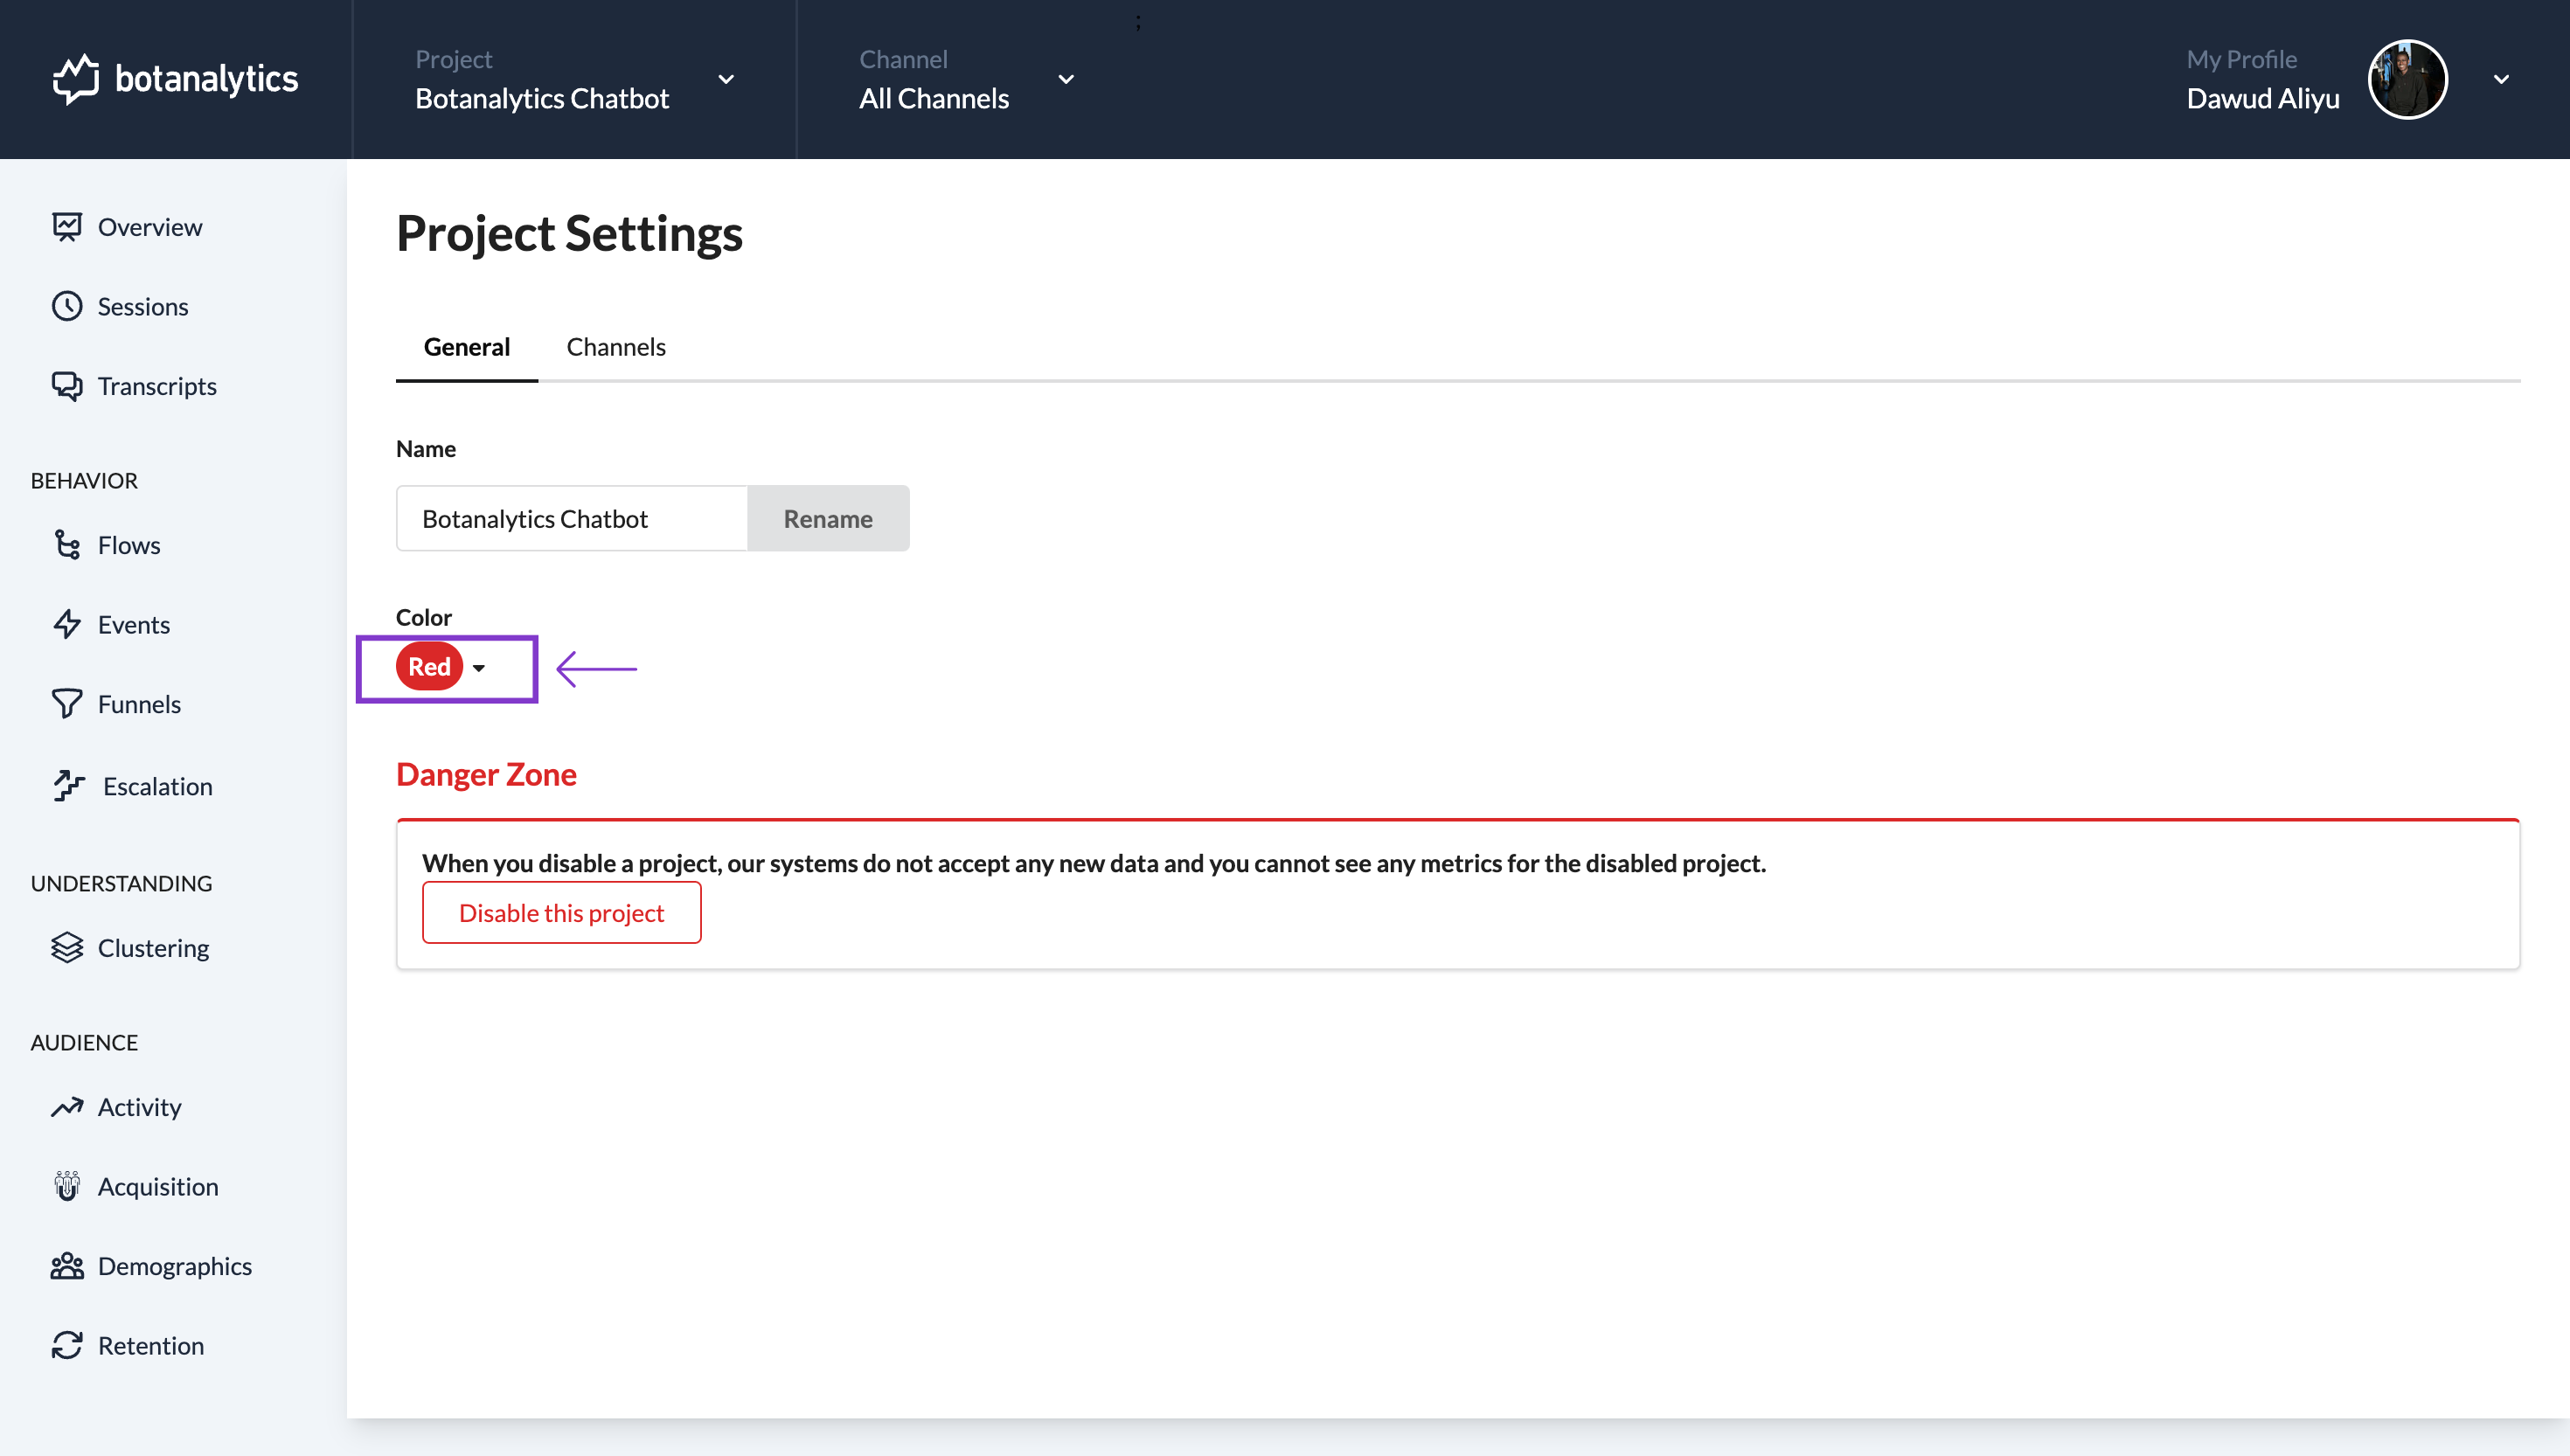 ;
botanalytics
Project
Botanalytics Chatbot
Channel
All Channels
My Profile
Dawud Aliyu
Overview
Sessions
Transcripts
BEHAVIOR
Flows
Events
Funnels
Escalation
UNDERSTANDING
Clustering
AUDIENCE
Activity
Acquisition
Demographics
Retention
Project Settings
General
Channels
Name
Botanalytics Chatbot
Rename
Color
Red
Danger Zone
When you disable a project, our systems do not accept any new data and you cannot see any metrics for the disabled project.
Disable this project